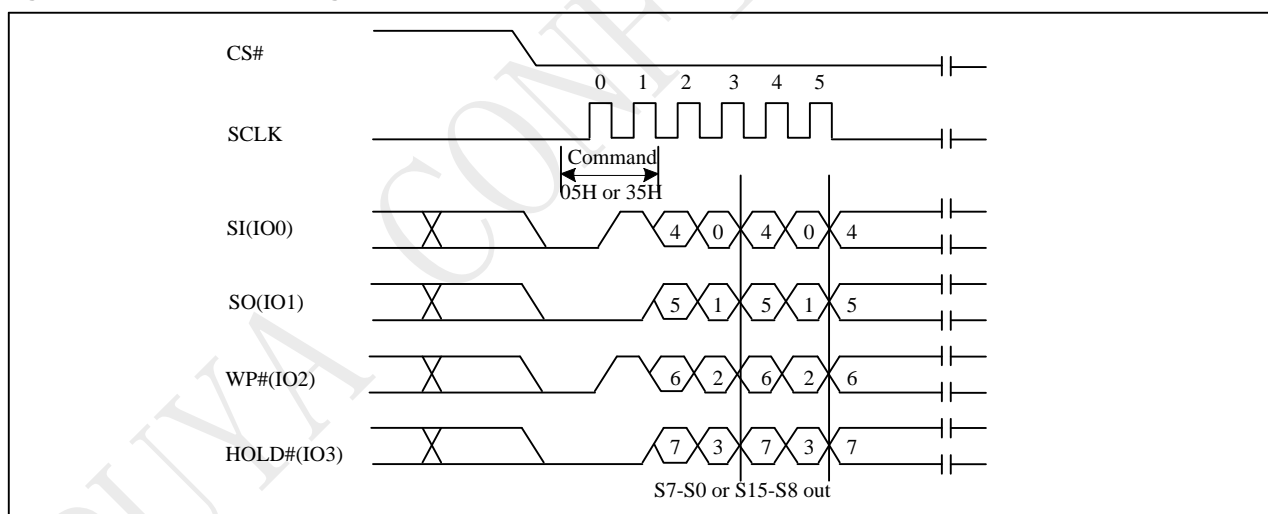 CS#
0 1 2 3 4 5
SCLK
Command
05H or 35H
SI(IO0) 4 0 4 0 4
SO(IO1) 5 1 5 1 5
WP#(IO2) 6 2 6 2 6
HOLD#(IO3) 7 3 7 3 7
S7-S0 or S15-S8 out
PUYA CONF